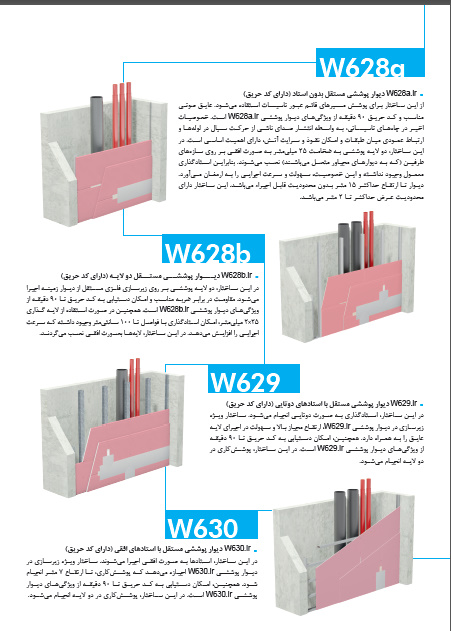 W628a
W628a.ir دیوار پوششی مستقل بدون استاد (دارای کد حریق)
از این ساختار برای پوشش مسیرهای قائم عبور تاسیسات استفاده می‌شود. عایق صوتی
مناسب و کد حریق ۹۰ دقیقه از ویژگی‌های دیوار پوششی W628a.ir است. خصوصیات
اخیر در چاه‌های تاسیساتی، به واسطه انتشار صدای ناشی از حرکت سیال در لوله‌ها و
ارتباط عمودی میان طبقات و امکان نفوذ و سرایت آتش، دارای اهمیت اساسی است. در
این ساختار، دو لایه پوششی به ضخامت ۲۵ میلی‌متر به صورت افقی بر روی سازه‌های
طرفین (که به دیوارهای مجاور متصل می‌باشند) نصب می‌شوند. بنابراین استادگذاری
معمول وجود نداشته و این خصوصیت، سهولت و سرعت اجرایی را به ارمغان می‌آورد.
دیوار تا ارتفاع حداکثر ۱۵ متر بدون محدودیت قابل اجراء می‌باشد. این ساختار دارای
محدودیت عرض حداکثر تا ۲ متر می‌باشد.
W628b
W628b.ir دیوار پوششی مستقل دو لایه (دارای کد حریق)
در این ساختار، دو لایه پوششی بر روی زیرسازی فلزی مستقل از دیوار زمینه اجرا
می‌شود. مقاومت در برابر ضربه مناسب و امکان دستیابی به کد حریق تا ۹۰ دقیقه از
ویژگی‌های دیوار پوششی W628b.ir است. همچنین در صورت استفاده از لایه گذاری
۲×۲۵ میلی‌متر، امکان استادگذاری با فواصل تا ۱۰۰ سانتی‌متر وجود داشته که سرعت
اجرایی را افزایش می‌دهد. در این ساختار، لایه‌ها بصورت افقی نصب می‌گردند.
W629
W629.ir دیوار پوششی مستقل با استادهای دوتایی (دارای کد حریق)
در این ساختار، استادگذاری به صورت دوتایی انجام می‌شود. ساختار ویژه
زیرسازی در دیوار پوششی W629.ir، ارتفاع مجاز بالا و سهولت در اجرای لایه
عایق را به همراه دارد. همچنین، امکان دستیابی به کد حریق تا ۹۰ دقیقه
از ویژگی‌های دیوار پوششی W629.ir است. در این ساختار، پوشش‌کاری در
دو لایه انجام می‌شود.
W630
W630.ir دیوار پوششی مستقل با استادهای افقی (دارای کد حریق)
در این ساختار، استادها به صورت افقی اجرا می‌شوند. ساختار ویژه زیرسازی در
دیوار پوششی W630.ir اجازه می‌دهد که پوشش‌کاری، تا ارتفاع ۷ متر انجام
شود. همچنین، امکان دستیابی به کد حریق تا ۹۰ دقیقه از ویژگی‌های دیوار
پوششی W630.ir است. در این ساختار، پوشش‌کاری در دو لایه انجام می‌شود.